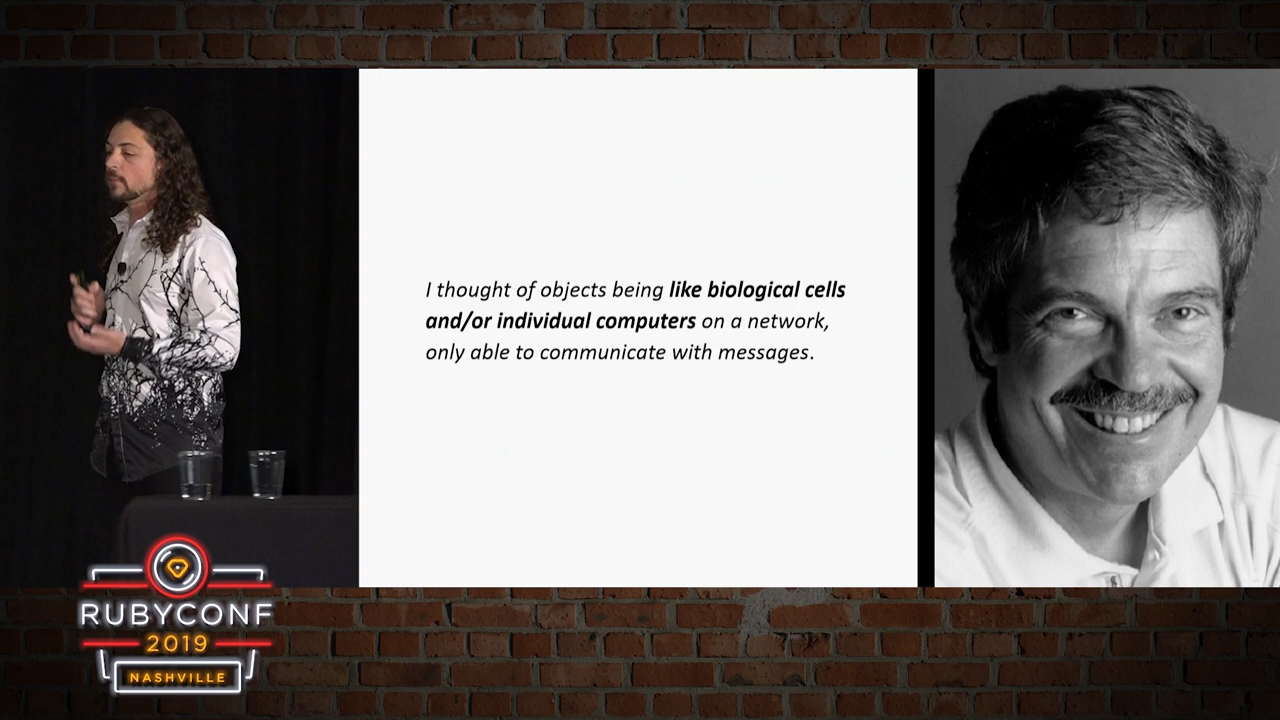 I thought of objects being like biological cells
and/or individual computers on a network,
only able to communicate with messages.
RUBYCONF
2019
NASHVILLE